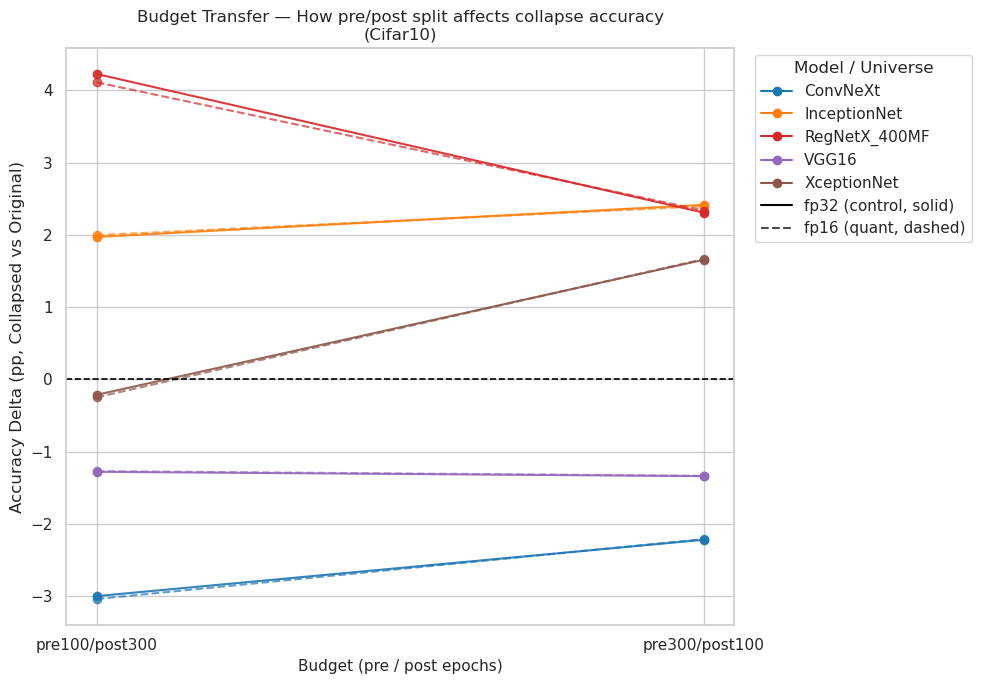 Budget Transfer — How pre/post split affects collapse accuracy
(Cifar10)
Accuracy Delta (pp, Collapsed vs Original)
4
3
2
1
0
−1
−2
−3
pre100/post300
pre300/post100
Budget (pre / post epochs)
Model / Universe
ConvNeXt
InceptionNet
RegNetX_400MF
VGG16
XceptionNet
fp32 (control, solid)
fp16 (quant, dashed)